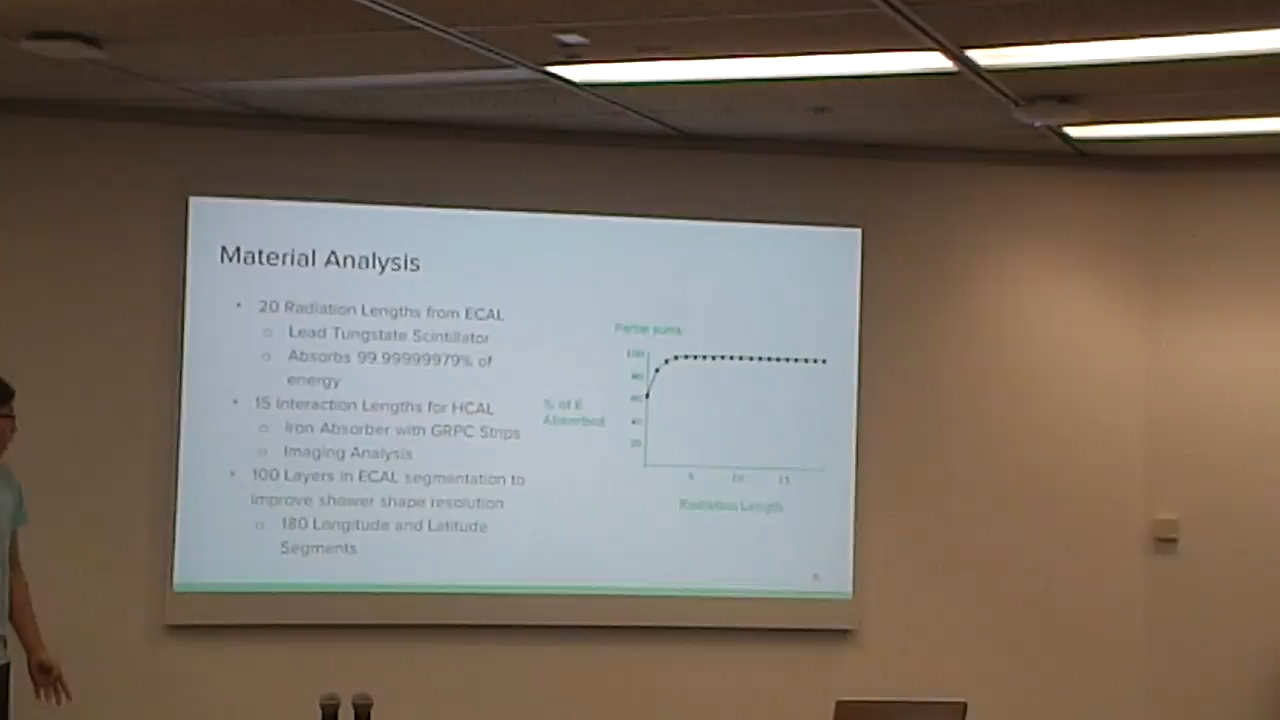 Material Analysis
• 20 Radiation Lengths from ECAL
o Lead Tungstate Scintillator
o Absorbs 99.99999979% of
energy
• 15 Interaction Lengths for HCAL
o Iron Absorber with GRPC Strips
o Imaging Analysis
• 100 Layers in ECAL segmentation to
improve shower shape resolution
o 180 Longitude and Latitude
Segments
Partial sums
% of E
Absorbed
100
80
60
40
20
5 10 15
Radiation Length